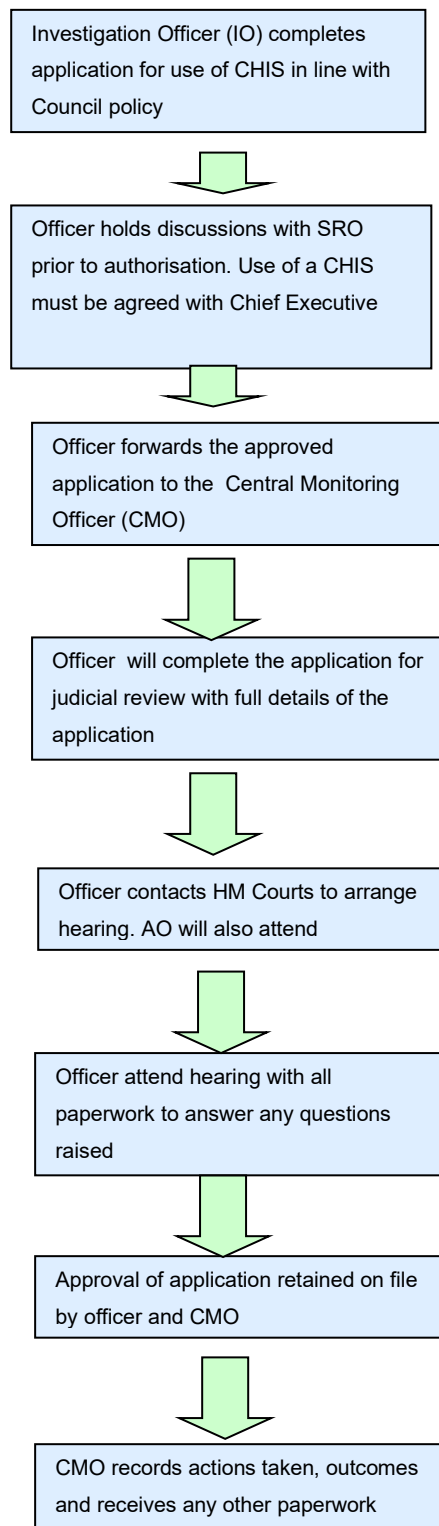 Investigation Officer (IO) completes
application for use of CHIS in line with
Council policy
Officer holds discussions with SRO
prior to authorisation. Use of a CHIS
must be agreed with Chief Executive
Officer forwards the approved
application to the Central Monitoring
Officer (CMO)
Officer will complete the application for
judicial review with full details of the
application
Officer contacts HM Courts to arrange
hearing. AO will also attend
Officer attend hearing with all
paperwork to answer any questions
raised
Approval of application retained on file
by officer and CMO
CMO records actions taken, outcomes
and receives any other paperwork